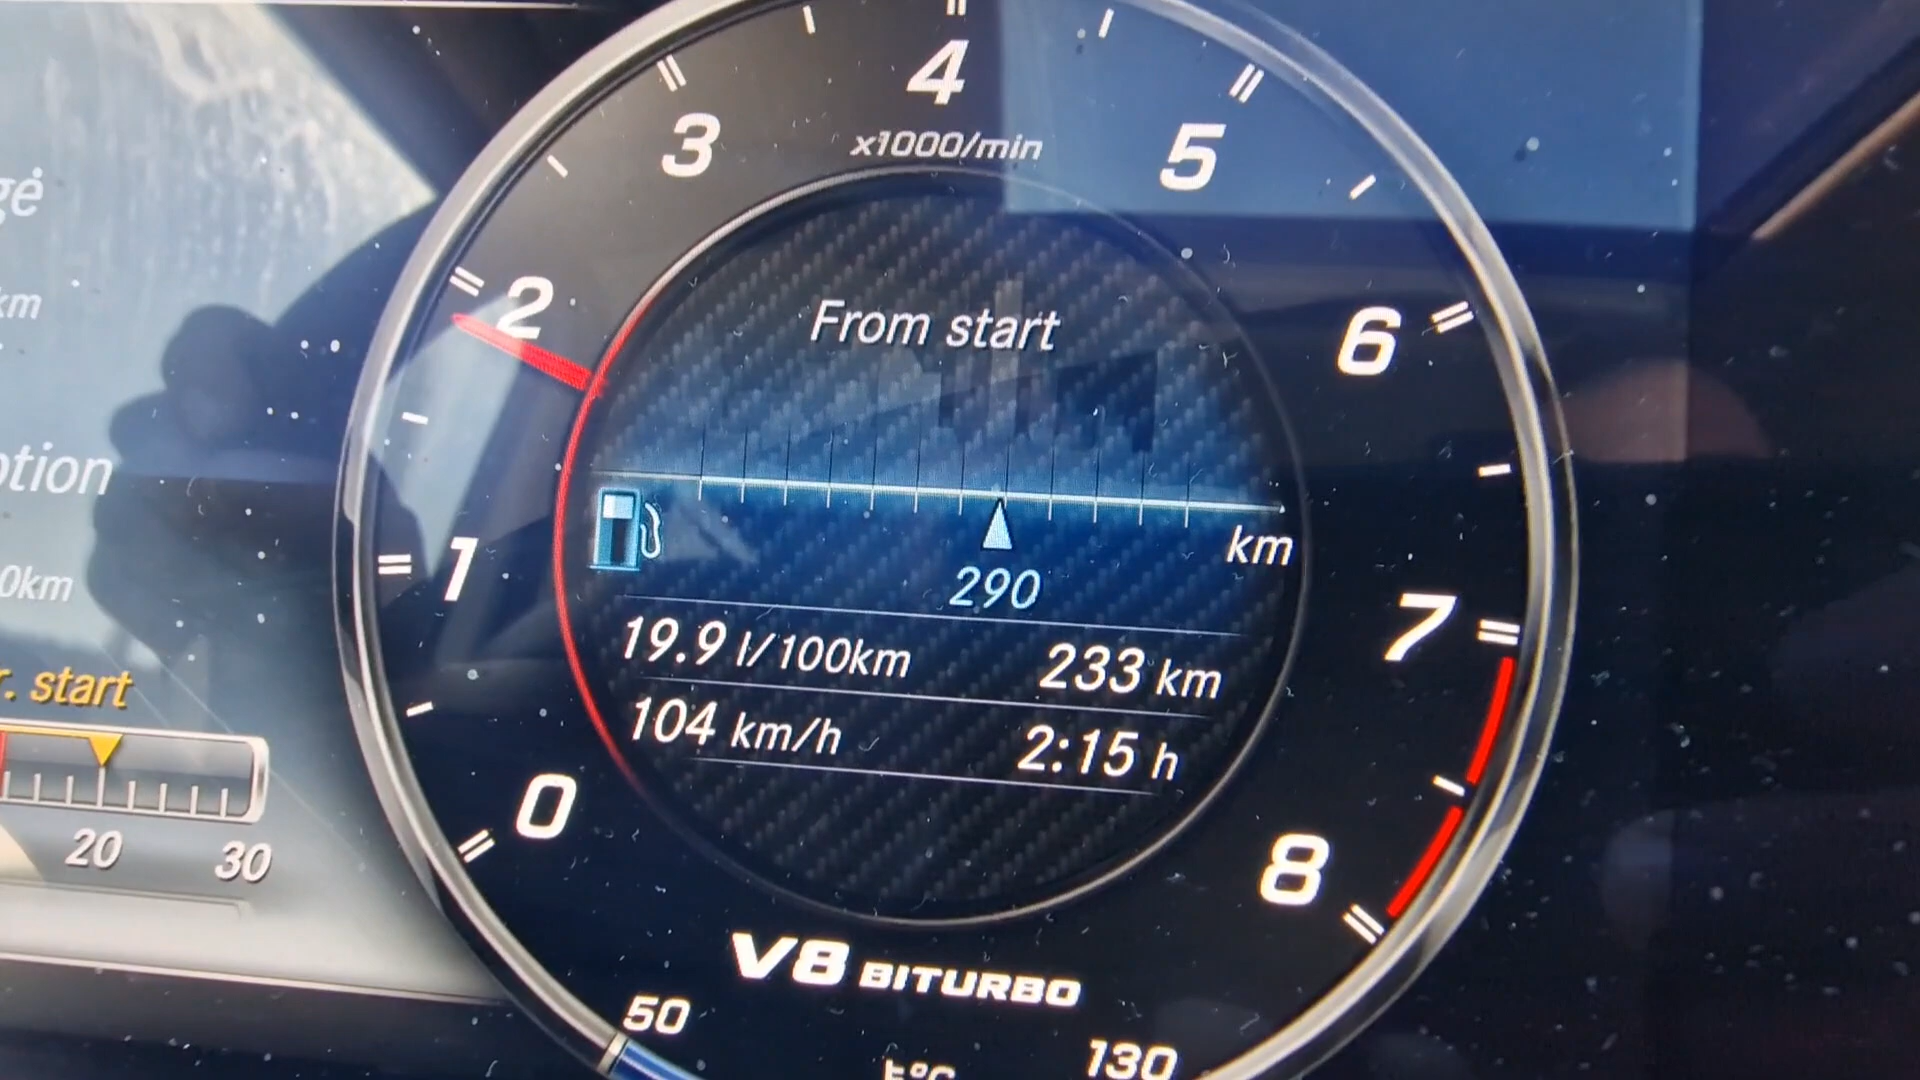 4
3
5
x1000/min
gė
2
km
From start
6
ption
1
km
0km
290
7
19.9 l/100km 233 km
r. start
104 km/h 2:15 h
0
20 30
8
V8 BITURBO
50
130
t°C